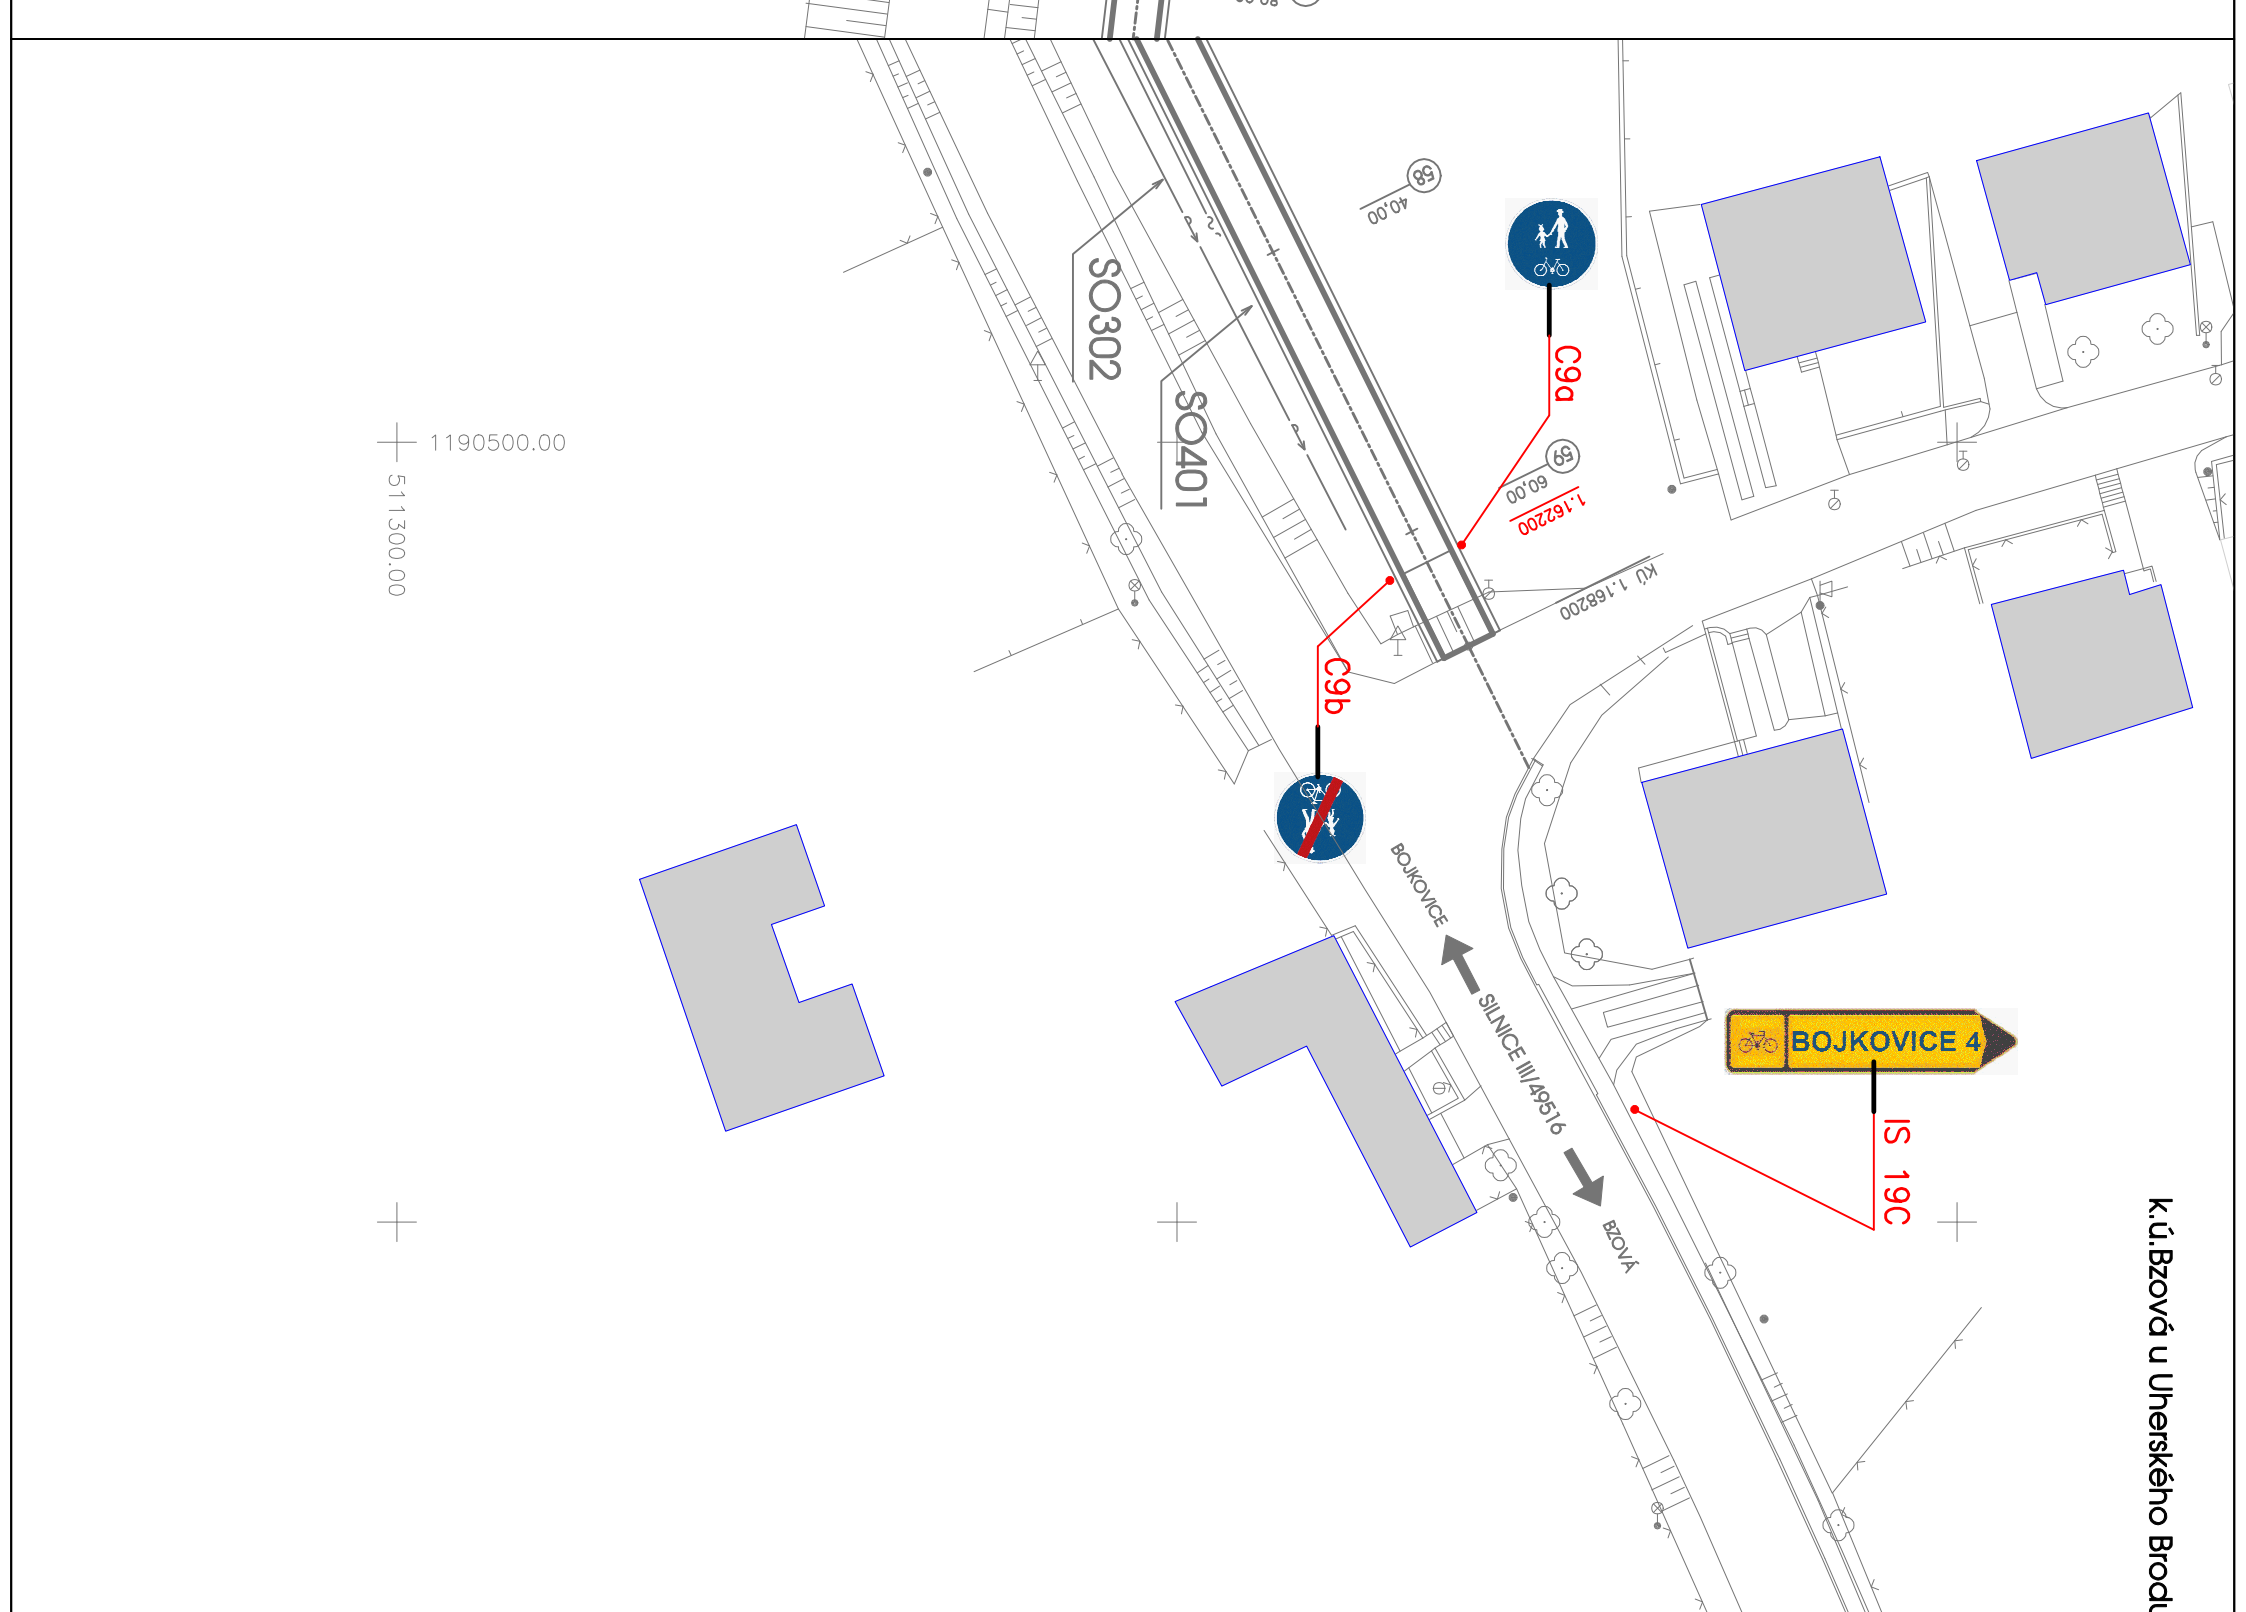 58
40,00
SO302
C9a
SO401
1190500.00
511300.00
59
60,00
1.162200
KÚ 1.168200
C9b
BOJKOVICE
SILNICE III/49516
BZOVÁ
BOJKOVICE 4
IS 19C
k.ú.Bzová u Uherského Brodu